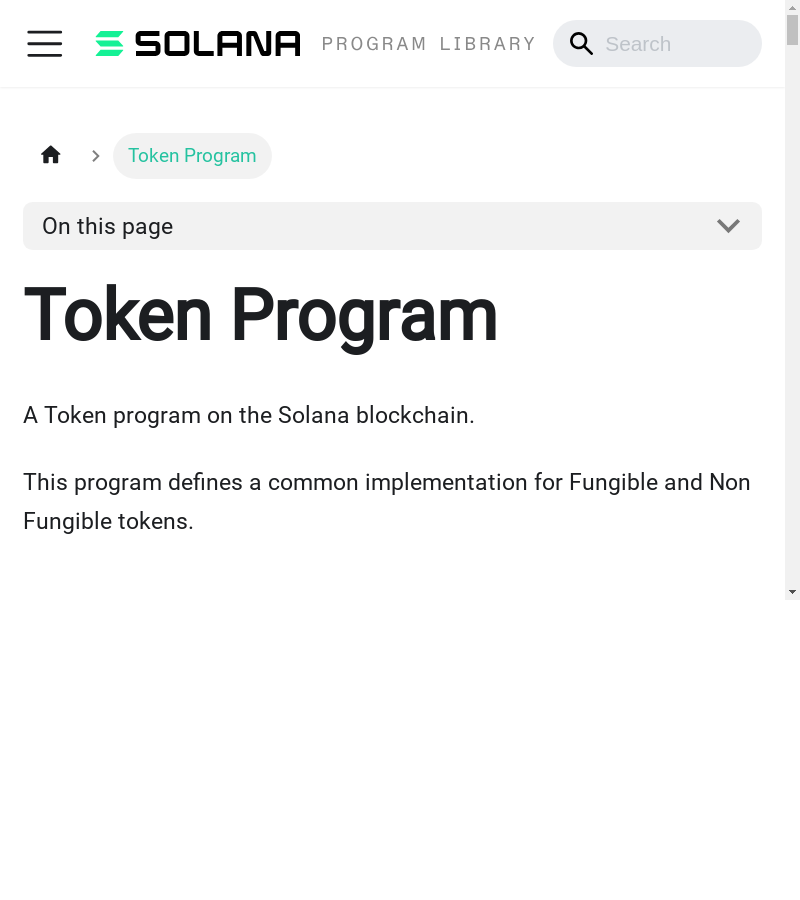 SOLANA PROGRAM LIBRARY Search
Token Program
On this page
Token Program
A Token program on the Solana blockchain.
This program defines a common implementation for Fungible and Non
Fungible tokens.